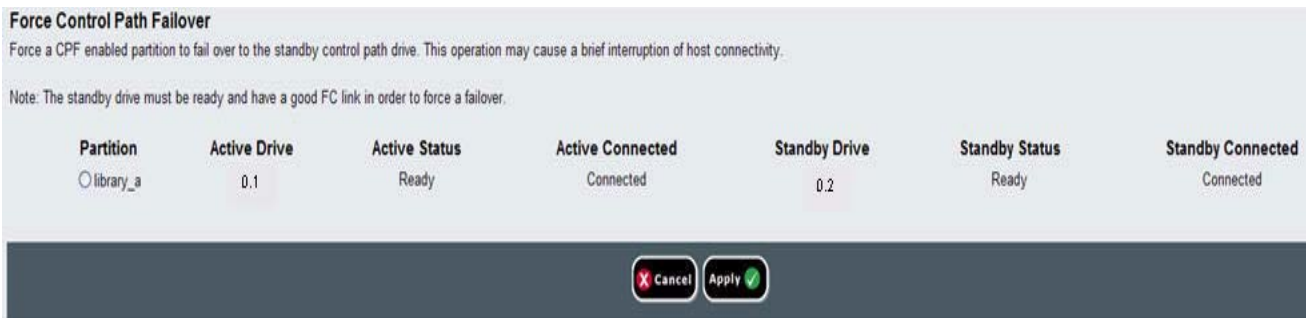 Force Control Path Failover
Force a CPF enabled partition to fail over to the standby control path drive. This operation may cause a brief interruption of host connectivity.
Note: The standby drive must be ready and have a good FC link in order to force a failover.
Partition Active Drive Active Status Active Connected Standby Drive Standby Status Standby Connected
library_a 0.1 Ready Connected 0.2 Ready Connected
Cancel Apply